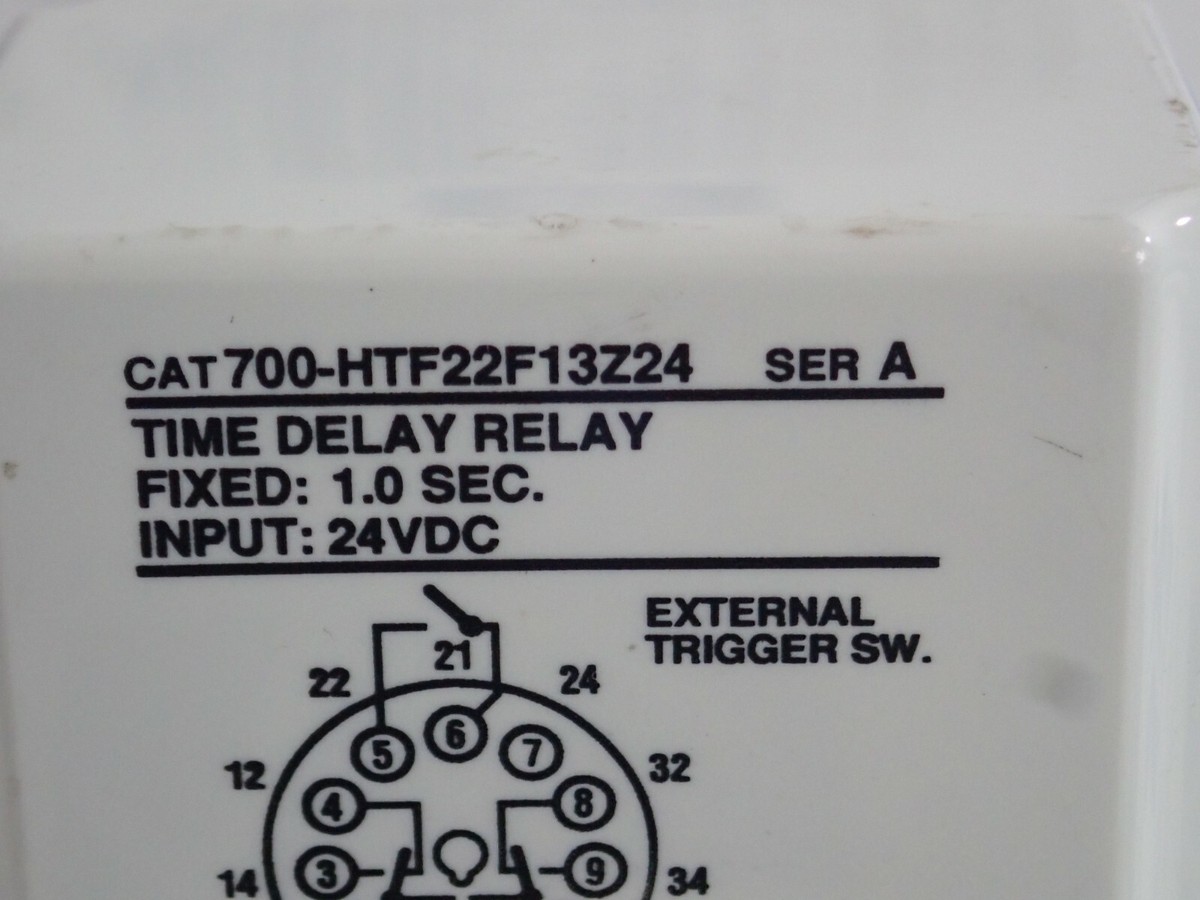 CAT 700-HTF22F13Z24 SER A
TIME DELAY RELAY
FIXED: 1.0 SEC.
INPUT: 24VDC
EXTERNAL
TRIGGER SW.
21
22 24
5 6 7
12 32
4 8
14 3 9 34